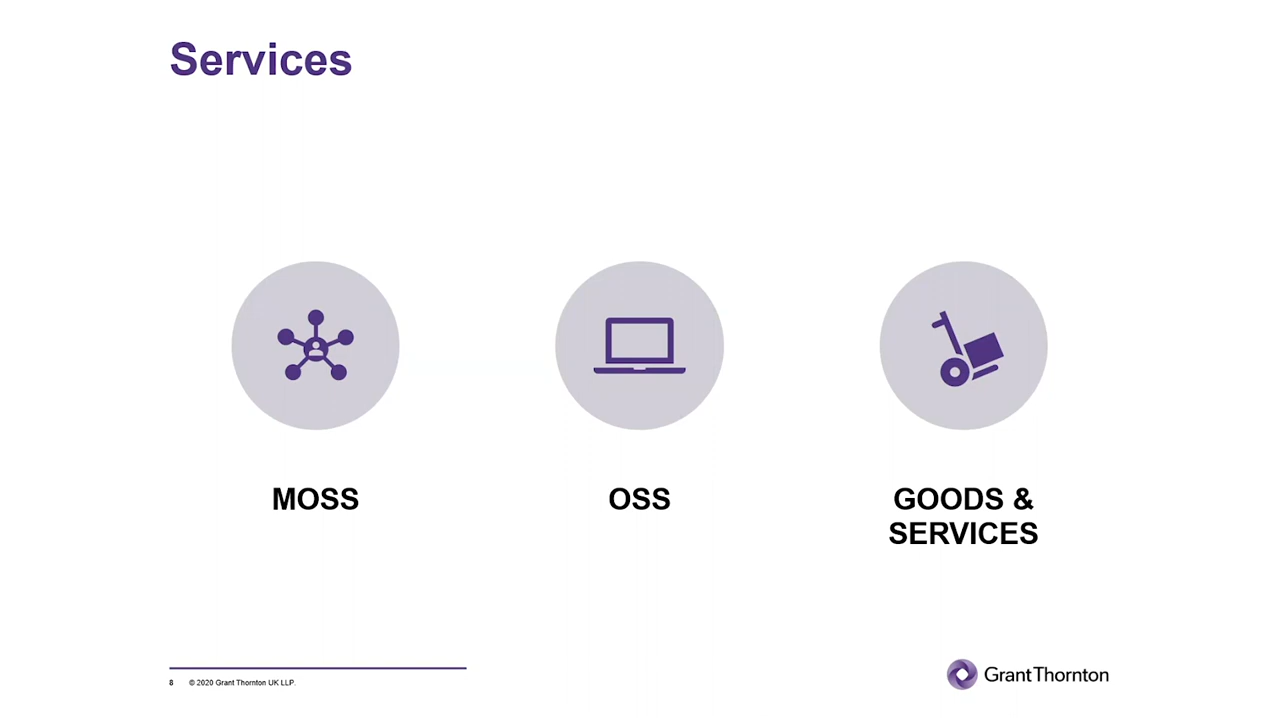 Services
MOSS
OSS
GOODS &
SERVICES
8 © 2020 Grant Thornton UK LLP.
GrantThornton